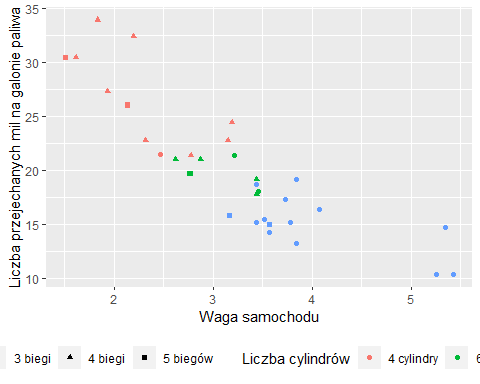 Liczba przejechanych mil na galonie paliwa
35
30
25
20
15
10
2 3 4 5
Waga samochodu
3 biegi 4 biegi 5 biegów Liczba cylindrów 4 cylindry 6